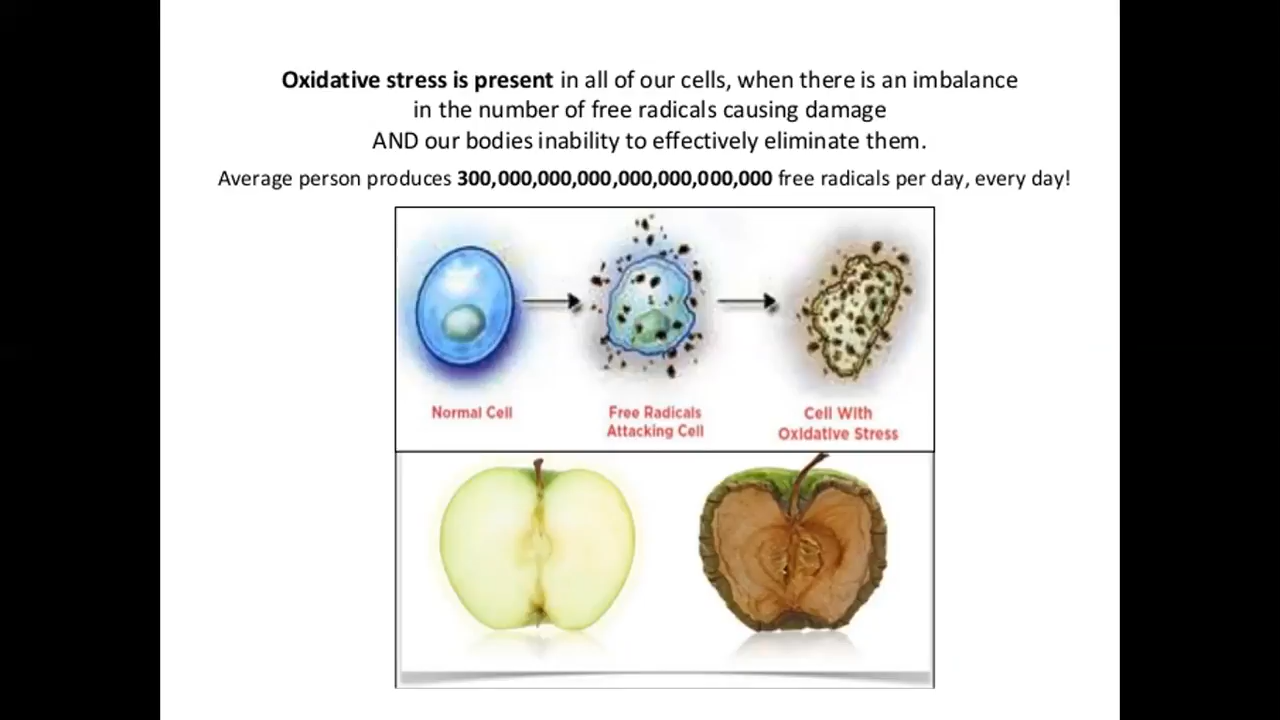 Oxidative stress is present in all of our cells, when there is an imbalance
in the number of free radicals causing damage
AND our bodies inability to effectively eliminate them.
Average person produces 300,000,000,000,000,000,000,000 free radicals per day, every day!
Normal Cell
Free Radicals
Attacking Cell
Cell With
Oxidative Stress